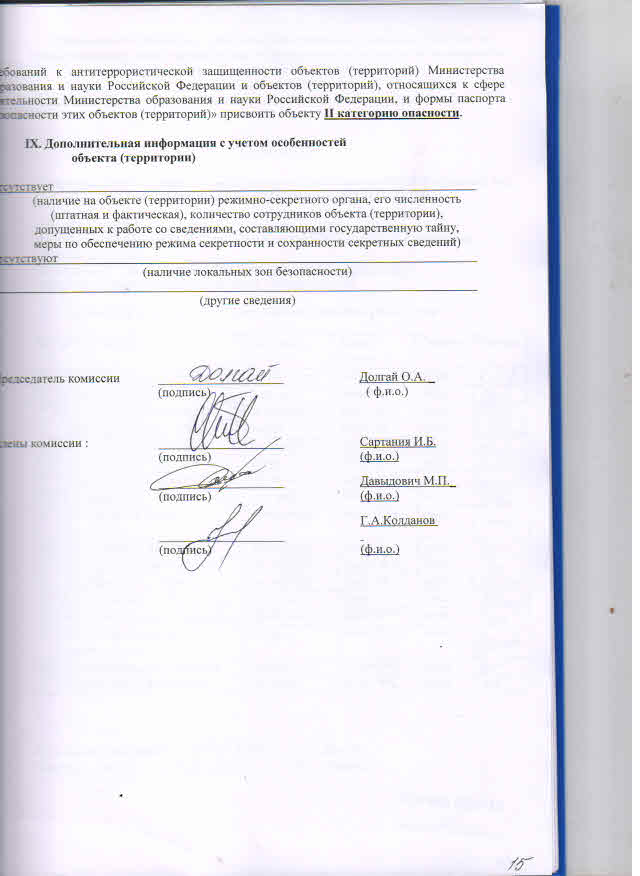 ебований к антитеррористической защищенности объектов (территорий) Министерства
разования и науки Российской Федерации и объектов (территорий), относящихся к сфере
ятельности Министерства образования и науки Российской Федерации, и формы паспорта
зопасности этих объектов (территорий)» присвоить объекту II категорию опасности.
IX. Дополнительная информация с учетом особенностей
объекта (территории)
тсутствует
(наличие на объекте (территории) режимно-секретного органа, его численность
(штатная и фактическая), количество сотрудников объекта (территории),
допущенных к работе со сведениями, составляющими государственную тайну,
меры по обеспечению режима секретности и сохранности секретных сведений)
тсутствуют
(наличие локальных зон безопасности)
(другие сведения)
редседатель комиссии Долгай Долгай О.А._
(подпись) ( ф.и.о.)
лены комиссии : Сартания И.Б.
(подпись) (ф.и.о.)
Давыдович М.П._
(подпись) (ф.и.о.)
Г.А.Колданов
(подпись) (ф.и.о.)
15